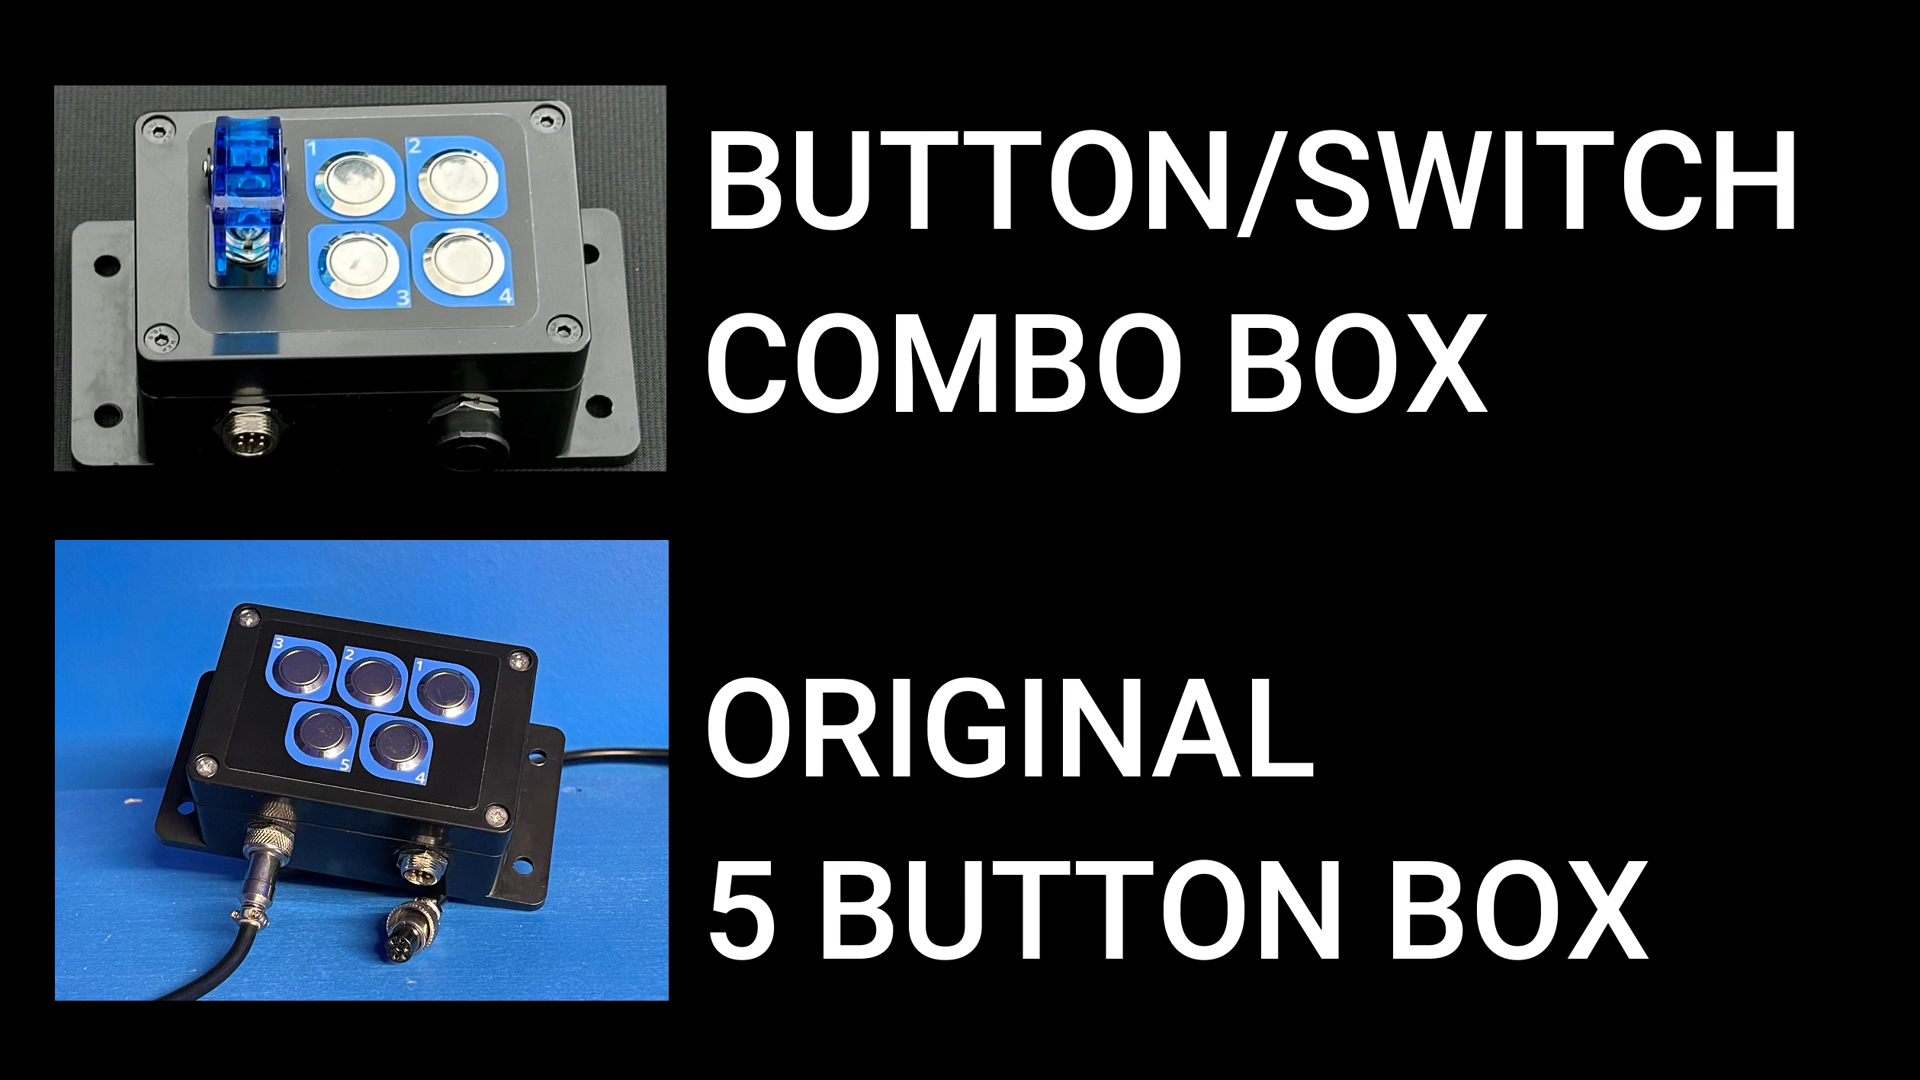 1 2
3 4
BUTTON/SWITCH
COMBO BOX
3 2 1
5 4
ORIGINAL
5 BUTTON BOX